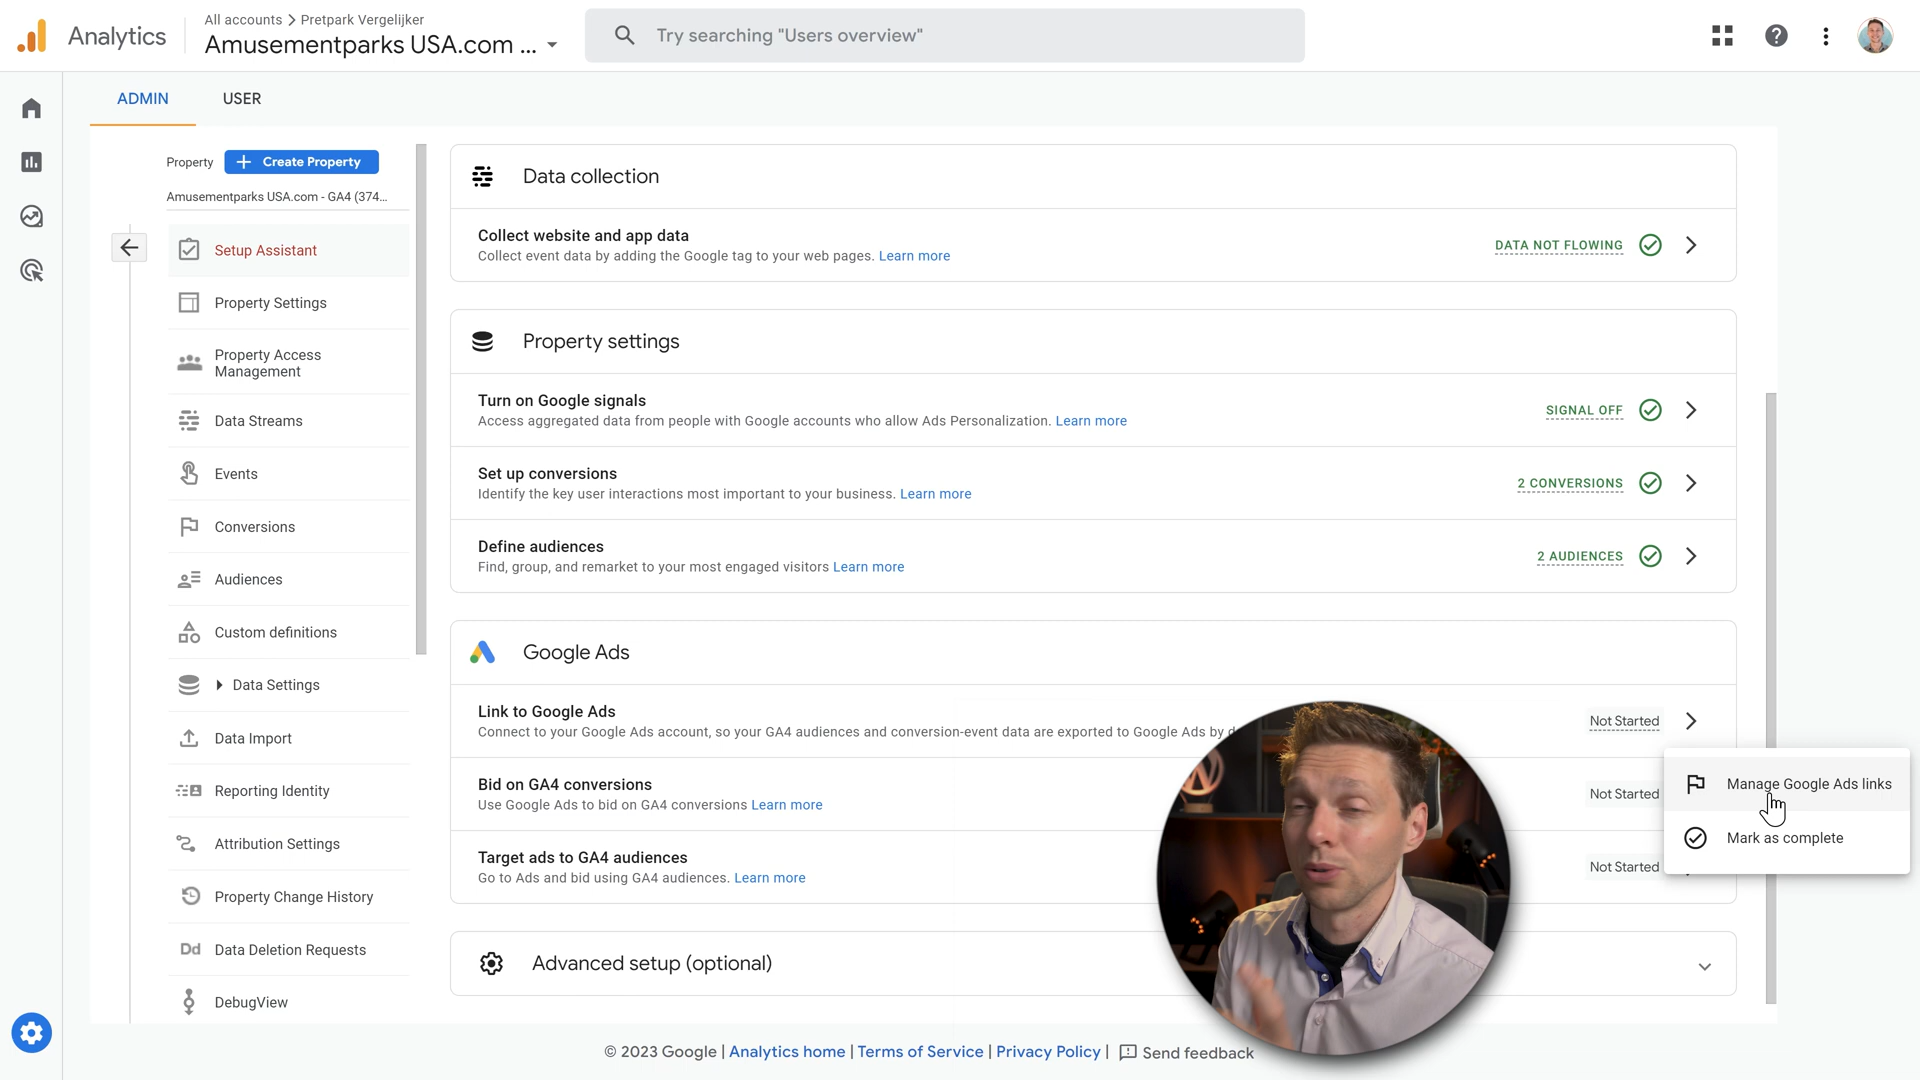 Analytics
All accounts > Pretpark Vergelijker
Amusementparks USA.com ...
Try searching "Users overview"
ADMIN
USER
Property
+ Create Property
Amusementparks USA.com - GA4 (374...
Setup Assistant
Property Settings
Property Access
Management
Data Streams
Events
Conversions
Audiences
Custom definitions
Data Settings
Data Import
Reporting Identity
Attribution Settings
Property Change History
Dd Data Deletion Requests
DebugView
Data collection
Collect website and app data
Collect event data by adding the Google tag to your web pages. Learn more
DATA NOT FLOWING
Property settings
Turn on Google signals
Access aggregated data from people with Google accounts who allow Ads Personalization. Learn more
SIGNAL OFF
Set up conversions
Identify the key user interactions most important to your business. Learn more
2 CONVERSIONS
Define audiences
Find, group, and remarket to your most engaged visitors Learn more
2 AUDIENCES
Google Ads
Link to Google Ads
Connect to your Google Ads account, so your GA4 audiences and conversion-event data are exported to Google Ads by
Not Started
Bid on GA4 conversions
Use Google Ads to bid on GA4 conversions Learn more
Not Started
Target ads to GA4 audiences
Go to Ads and bid using GA4 audiences. Learn more
Not Started
Manage Google Ads links
Mark as complete
Advanced setup (optional)
© 2023 Google | Analytics home | Terms of Service | Privacy Policy | Send feedback